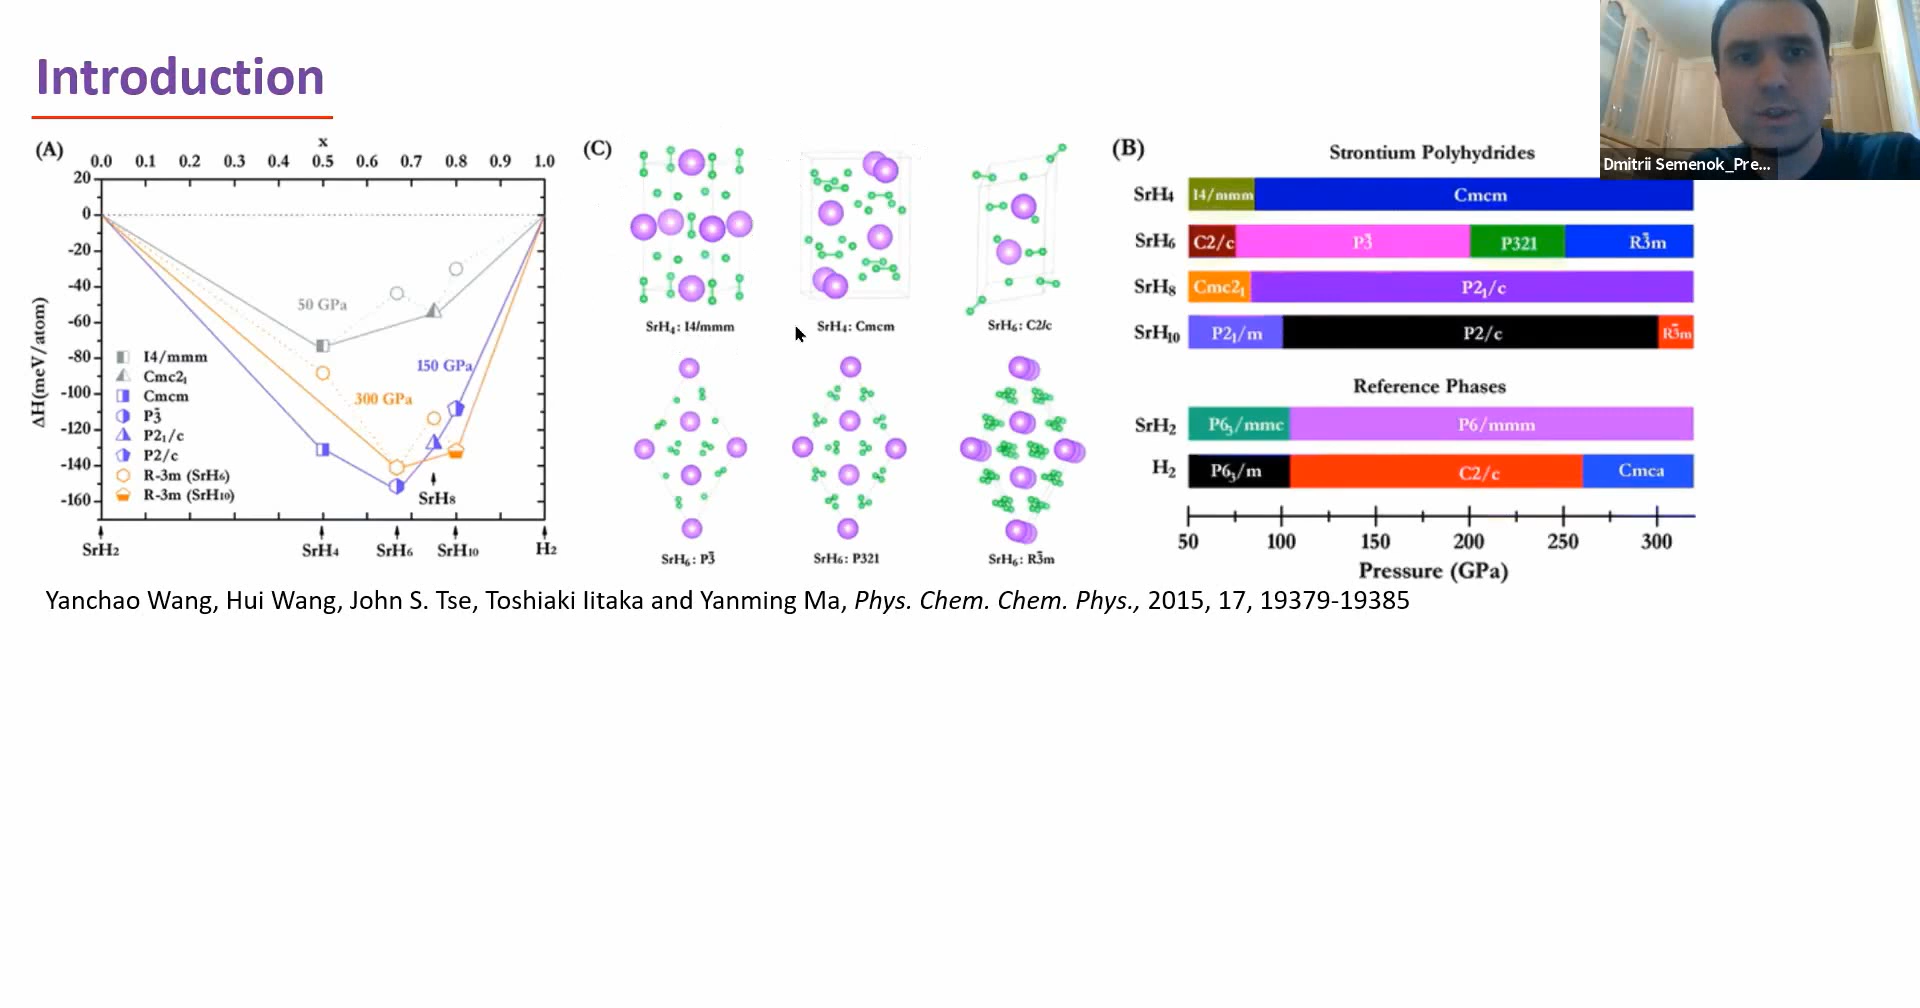 Introduction
Dmitrii Semenok_Pre...
(A)
x
0.0 0.1 0.2 0.3 0.4 0.5 0.6 0.7 0.8 0.9 1.0
20
0
-20
-40
-60
-80
-100
-120
-140
-160
ΔH(meV/atom)
50 GPa
150 GPa
300 GPa
I4/mmm
Cmc2₁
Cmcm
P3̄
P2₁/c
P2/c
R-3m (SrH₆)
R-3m (SrH₁₀)
SrH₈
SrH₂ SrH₄ SrH₆ SrH₁₀ H₂
(C)
SrH₄: I4/mmm
SrH₄: Cmcm
SrH₆: C2/c
SrH₆: P3̄
SrH₆: P321
SrH₆: R3̄m
(B)
Strontium Polyhydrides
SrH₄ I4/mmm Cmcm
SrH₆ C2/c P3̄ P321 R3̄m
SrH₈ Cmc2₁ P2₁/c
SrH₁₀ P2₁/m P2/c R3̄m
Reference Phases
SrH₂ P6₃/mmc P6/mmm
H₂ P6₃/m C2/c Cmca
50 100 150 200 250 300
Pressure (GPa)
Yanchao Wang, Hui Wang, John S. Tse, Toshiaki Iitaka and Yanming Ma, Phys. Chem. Chem. Phys., 2015, 17, 19379-19385